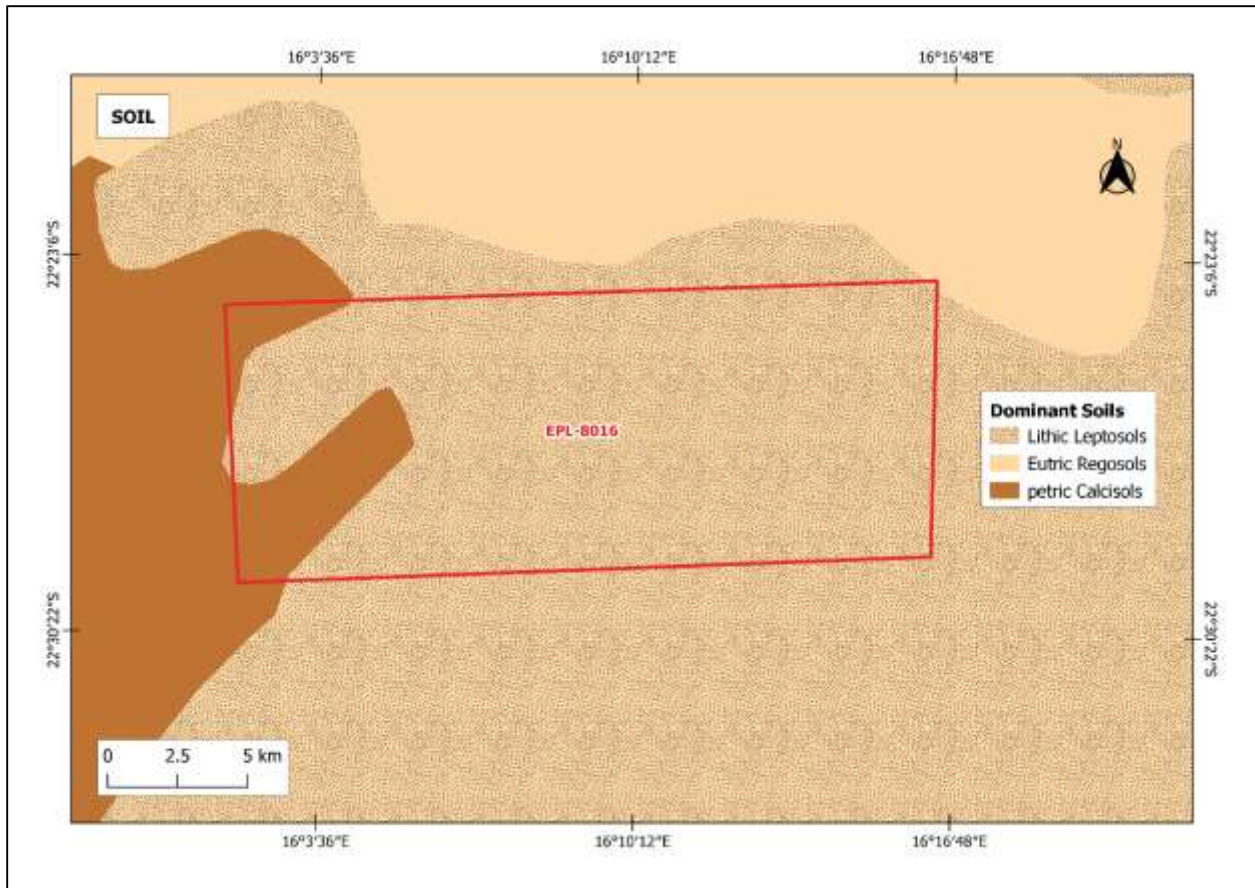 16°3'36"E 16°10'12"E 16°16'48"E
SOIL
N
22°23'6"S 22°23'6"S
EPL-8016
Dominant Soils
Lithic Leptosols
Eutric Regosols
petric Calcisols
22°30'22"S 22°30'22"S
0 2.5 5 km
16°3'36"E 16°10'12"E 16°16'48"E